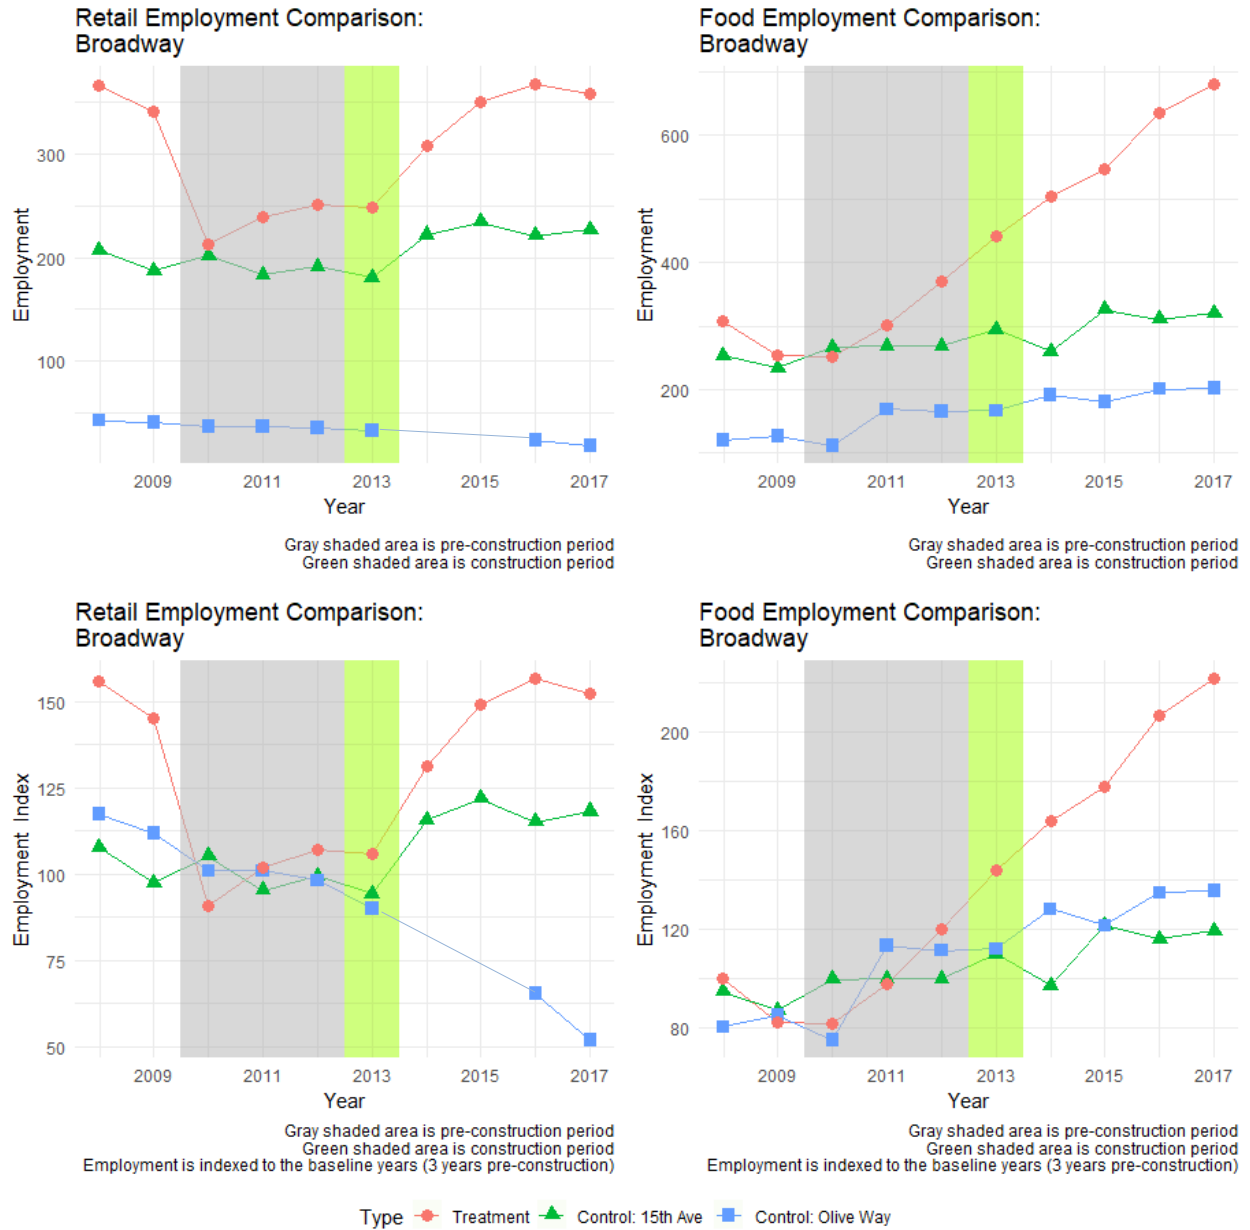 Retail Employment Comparison:
Broadway
Employment
300
200
100
2009 2011 2013 2015 2017
Year
Gray shaded area is pre-construction period
Green shaded area is construction period
Food Employment Comparison:
Broadway
Employment
600
400
200
2009 2011 2013 2015 2017
Year
Gray shaded area is pre-construction period
Green shaded area is construction period
Retail Employment Comparison:
Broadway
Employment Index
150
125
100
75
50
2009 2011 2013 2015 2017
Year
Gray shaded area is pre-construction period
Green shaded area is construction period
Employment is indexed to the baseline years (3 years pre-construction)
Food Employment Comparison:
Broadway
Employment Index
200
160
120
80
2009 2011 2013 2015 2017
Year
Gray shaded area is pre-construction period
Green shaded area is construction period
Employment is indexed to the baseline years (3 years pre-construction)
Type Treatment Control: 15th Ave Control: Olive Way